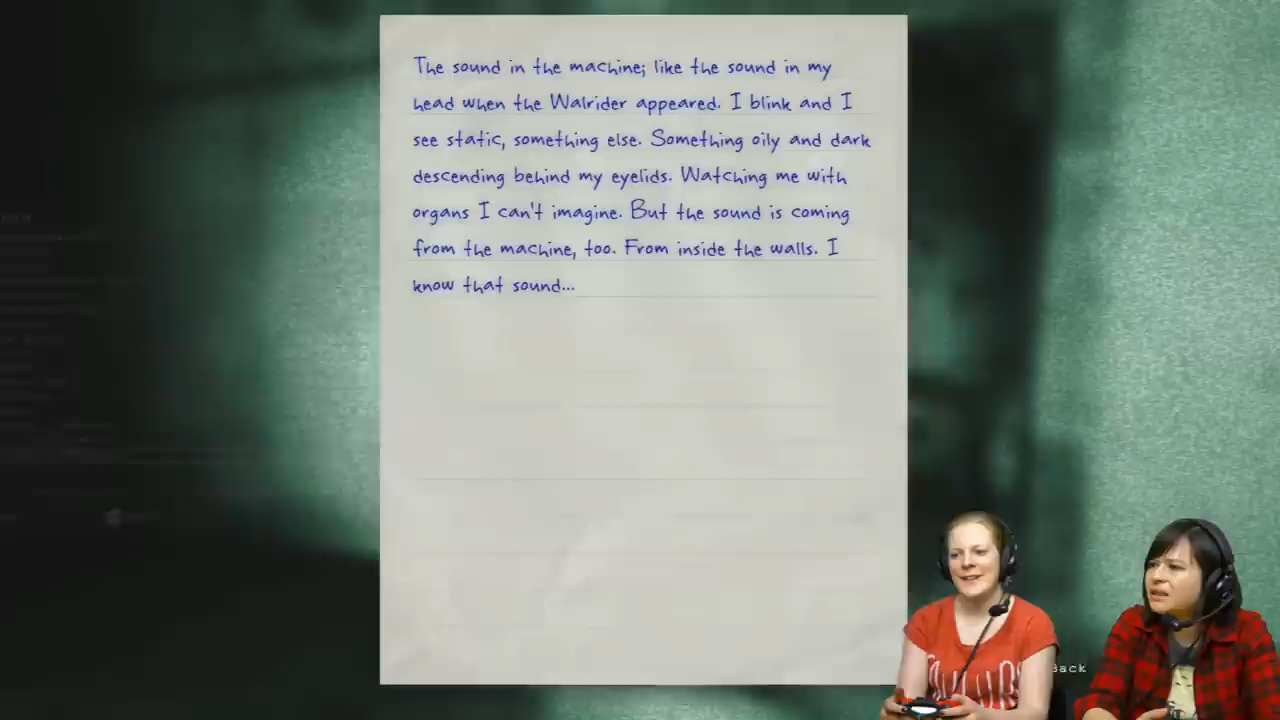 The sound in the machine; like the sound in my
head when the Walrider appeared. I blink and I
see static, something else. Something oily and dark
descending behind my eyelids. Watching me with
organs I can't imagine. But the sound is coming
from the machine, too. From inside the walls. I
know that sound...
Back